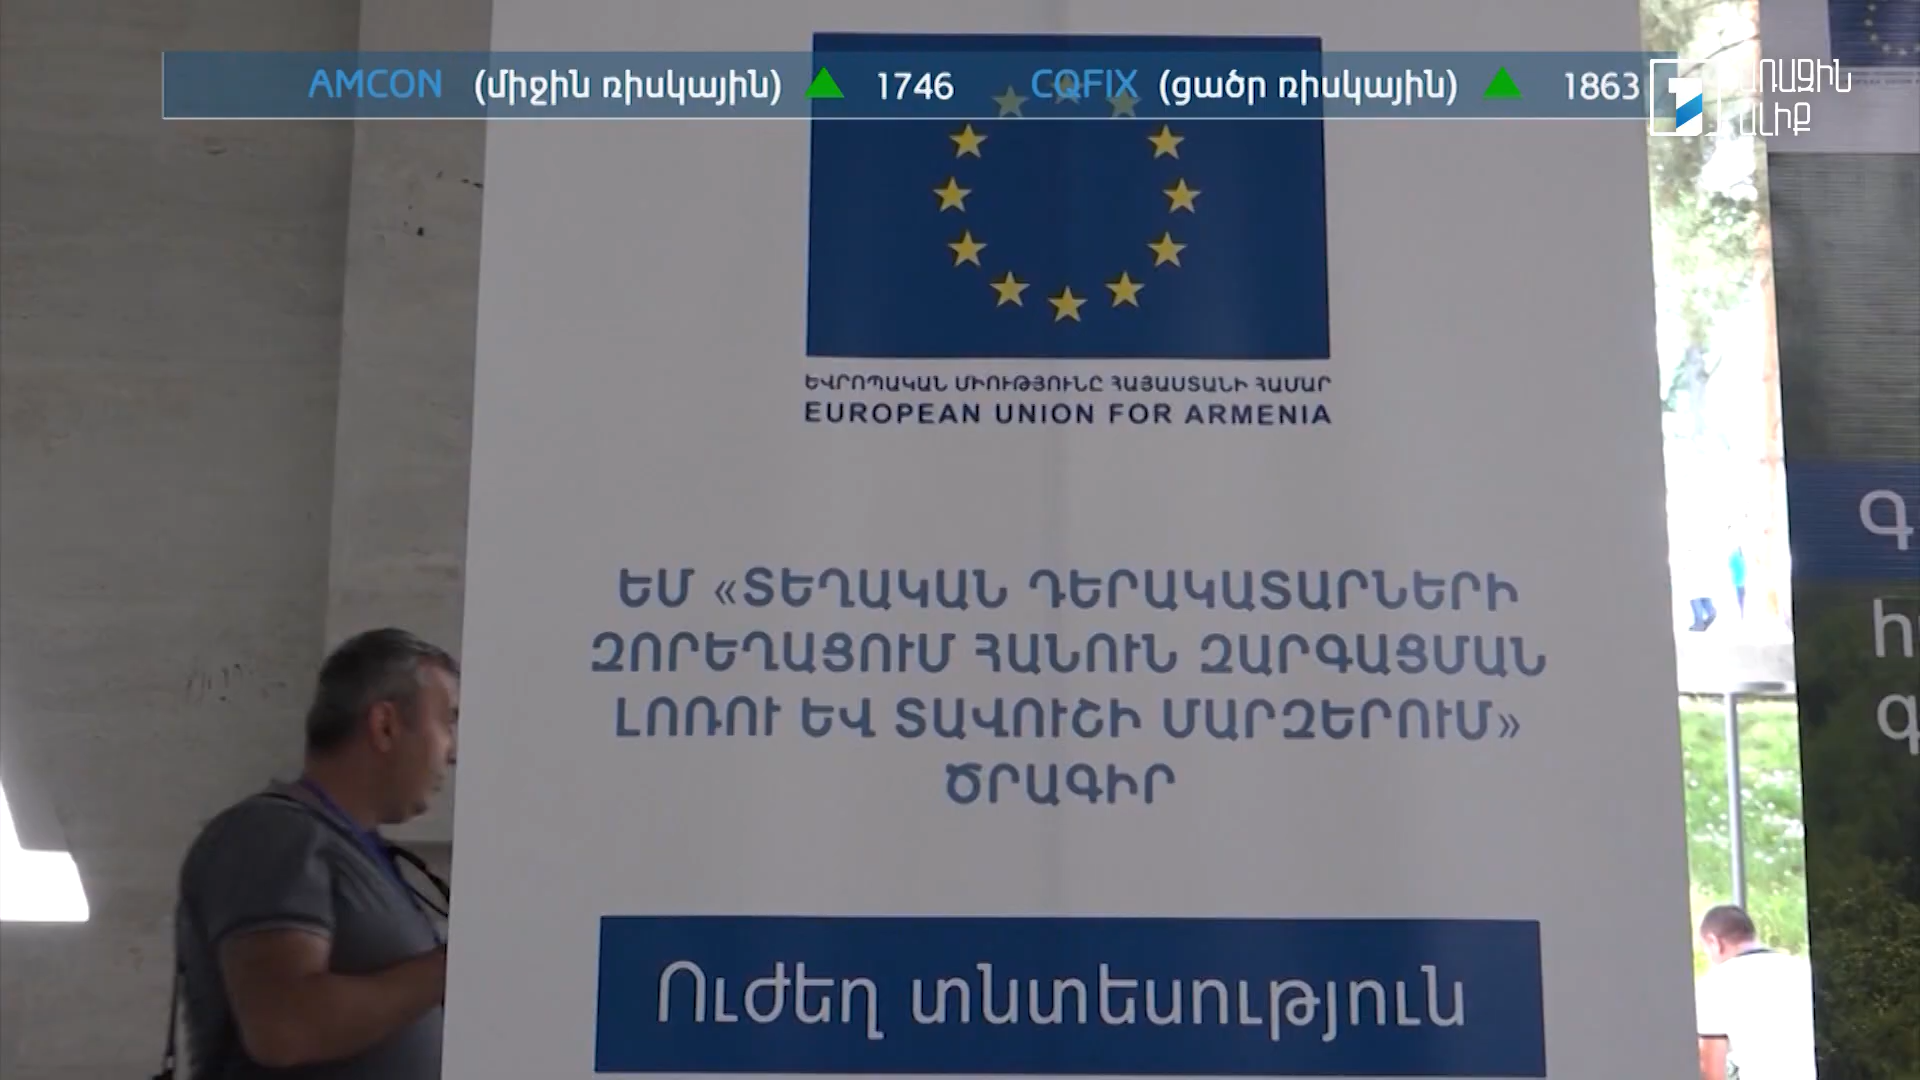 AMCON (միջին ռիսկային) 1746 CQFIX (ցածր ռիսկային) 1863
ԱՌԱՋԻՆ
ԱԼԻՔ
ԵՎՐՈՊԱԿԱՆ ՄԻՈՒԹՅՈՒՆԸ ՀԱՅԱՍՏԱՆԻ ՀԱՄԱՐ
EUROPEAN UNION FOR ARMENIA
ԵՄ «ՏԵՂԱԿԱՆ ԴԵՐԱԿԱՏԱՐՆԵՐԻ
ԶՈՐԵՂԱՑՈՒՄ ՀԱՆՈՒՆ ԶԱՐԳԱՑՄԱՆ
ԼՈՌՈՒ ԵՎ ՏԱՎՈՒՇԻ ՄԱՐԶԵՐՈՒՄ»
ԾՐԱԳԻՐ
Ուժեղ տնտեսություն